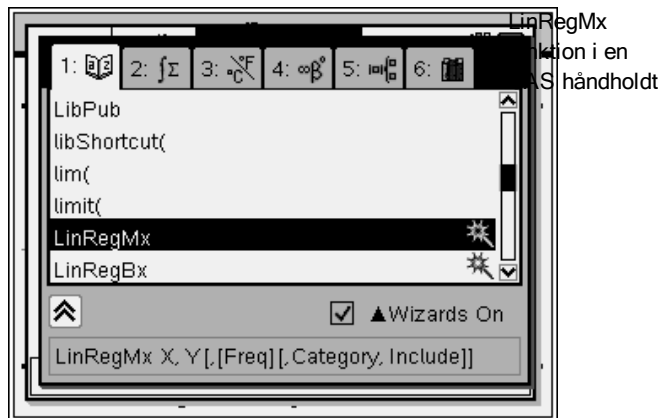 LinRegMx
håndholdt
1: 2: ∫Σ 3: °C°F 4: ∞β° 5: 6:
LibPub
libShortcut(
lim(
limit(
LinRegMx
LinRegBx
▲Wizards On
LinRegMx X, Y[,[Freq][,Category, Include]]